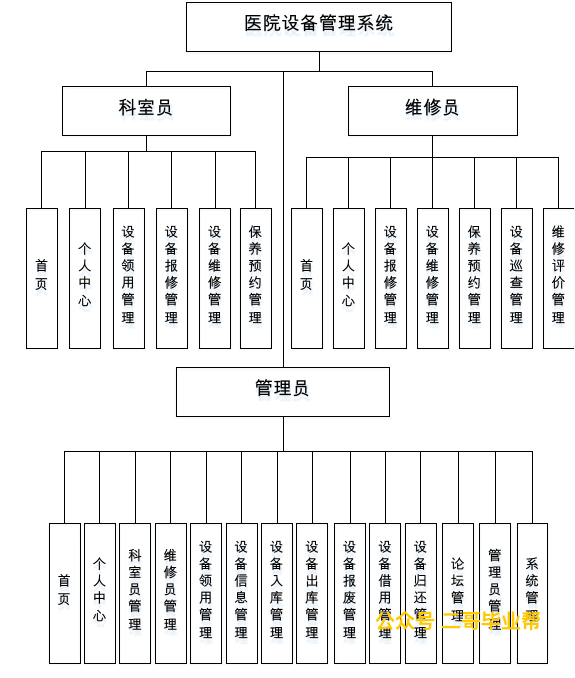 医院设备管理系统
科室员
维修员
首页
个人中心
设备领用管理
设备报修管理
设备维修管理
保养预约管理
首页
个人中心
设备报修管理
设备维修管理
保养预约管理
设备巡查管理
维修评价管理
管理员
首页
个人中心
科室员管理
维修员管理
设备领用管理
设备信息管理
设备入库管理
设备出库管理
设备报废管理
设备借用管理
设备归还管理
论坛管理
管理员管理
系统管理
公众号 二哥毕业帮